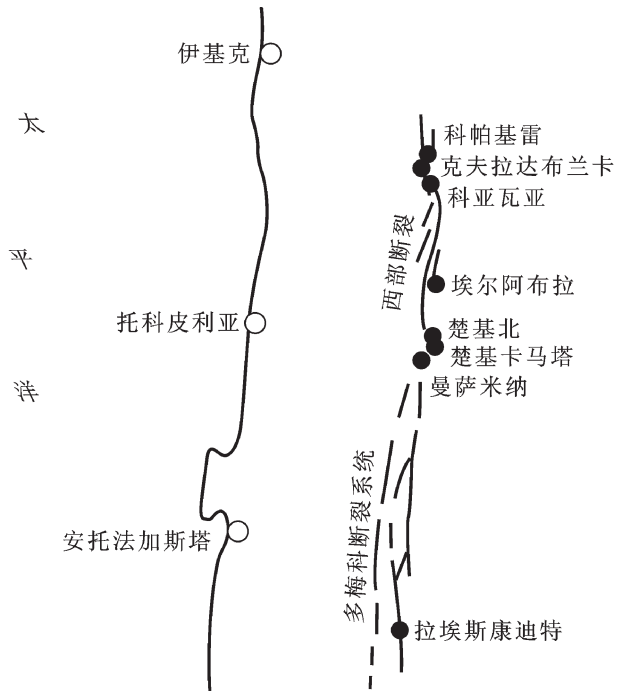 伊基克
太
平
洋
科帕基雷
克夫拉达布兰卡
科亚瓦亚
西部断裂
埃尔阿布拉
托科皮利亚
楚基北
楚基卡马塔
曼萨米纳
多梅科断裂系统
安托法加斯塔
拉埃斯康迪特